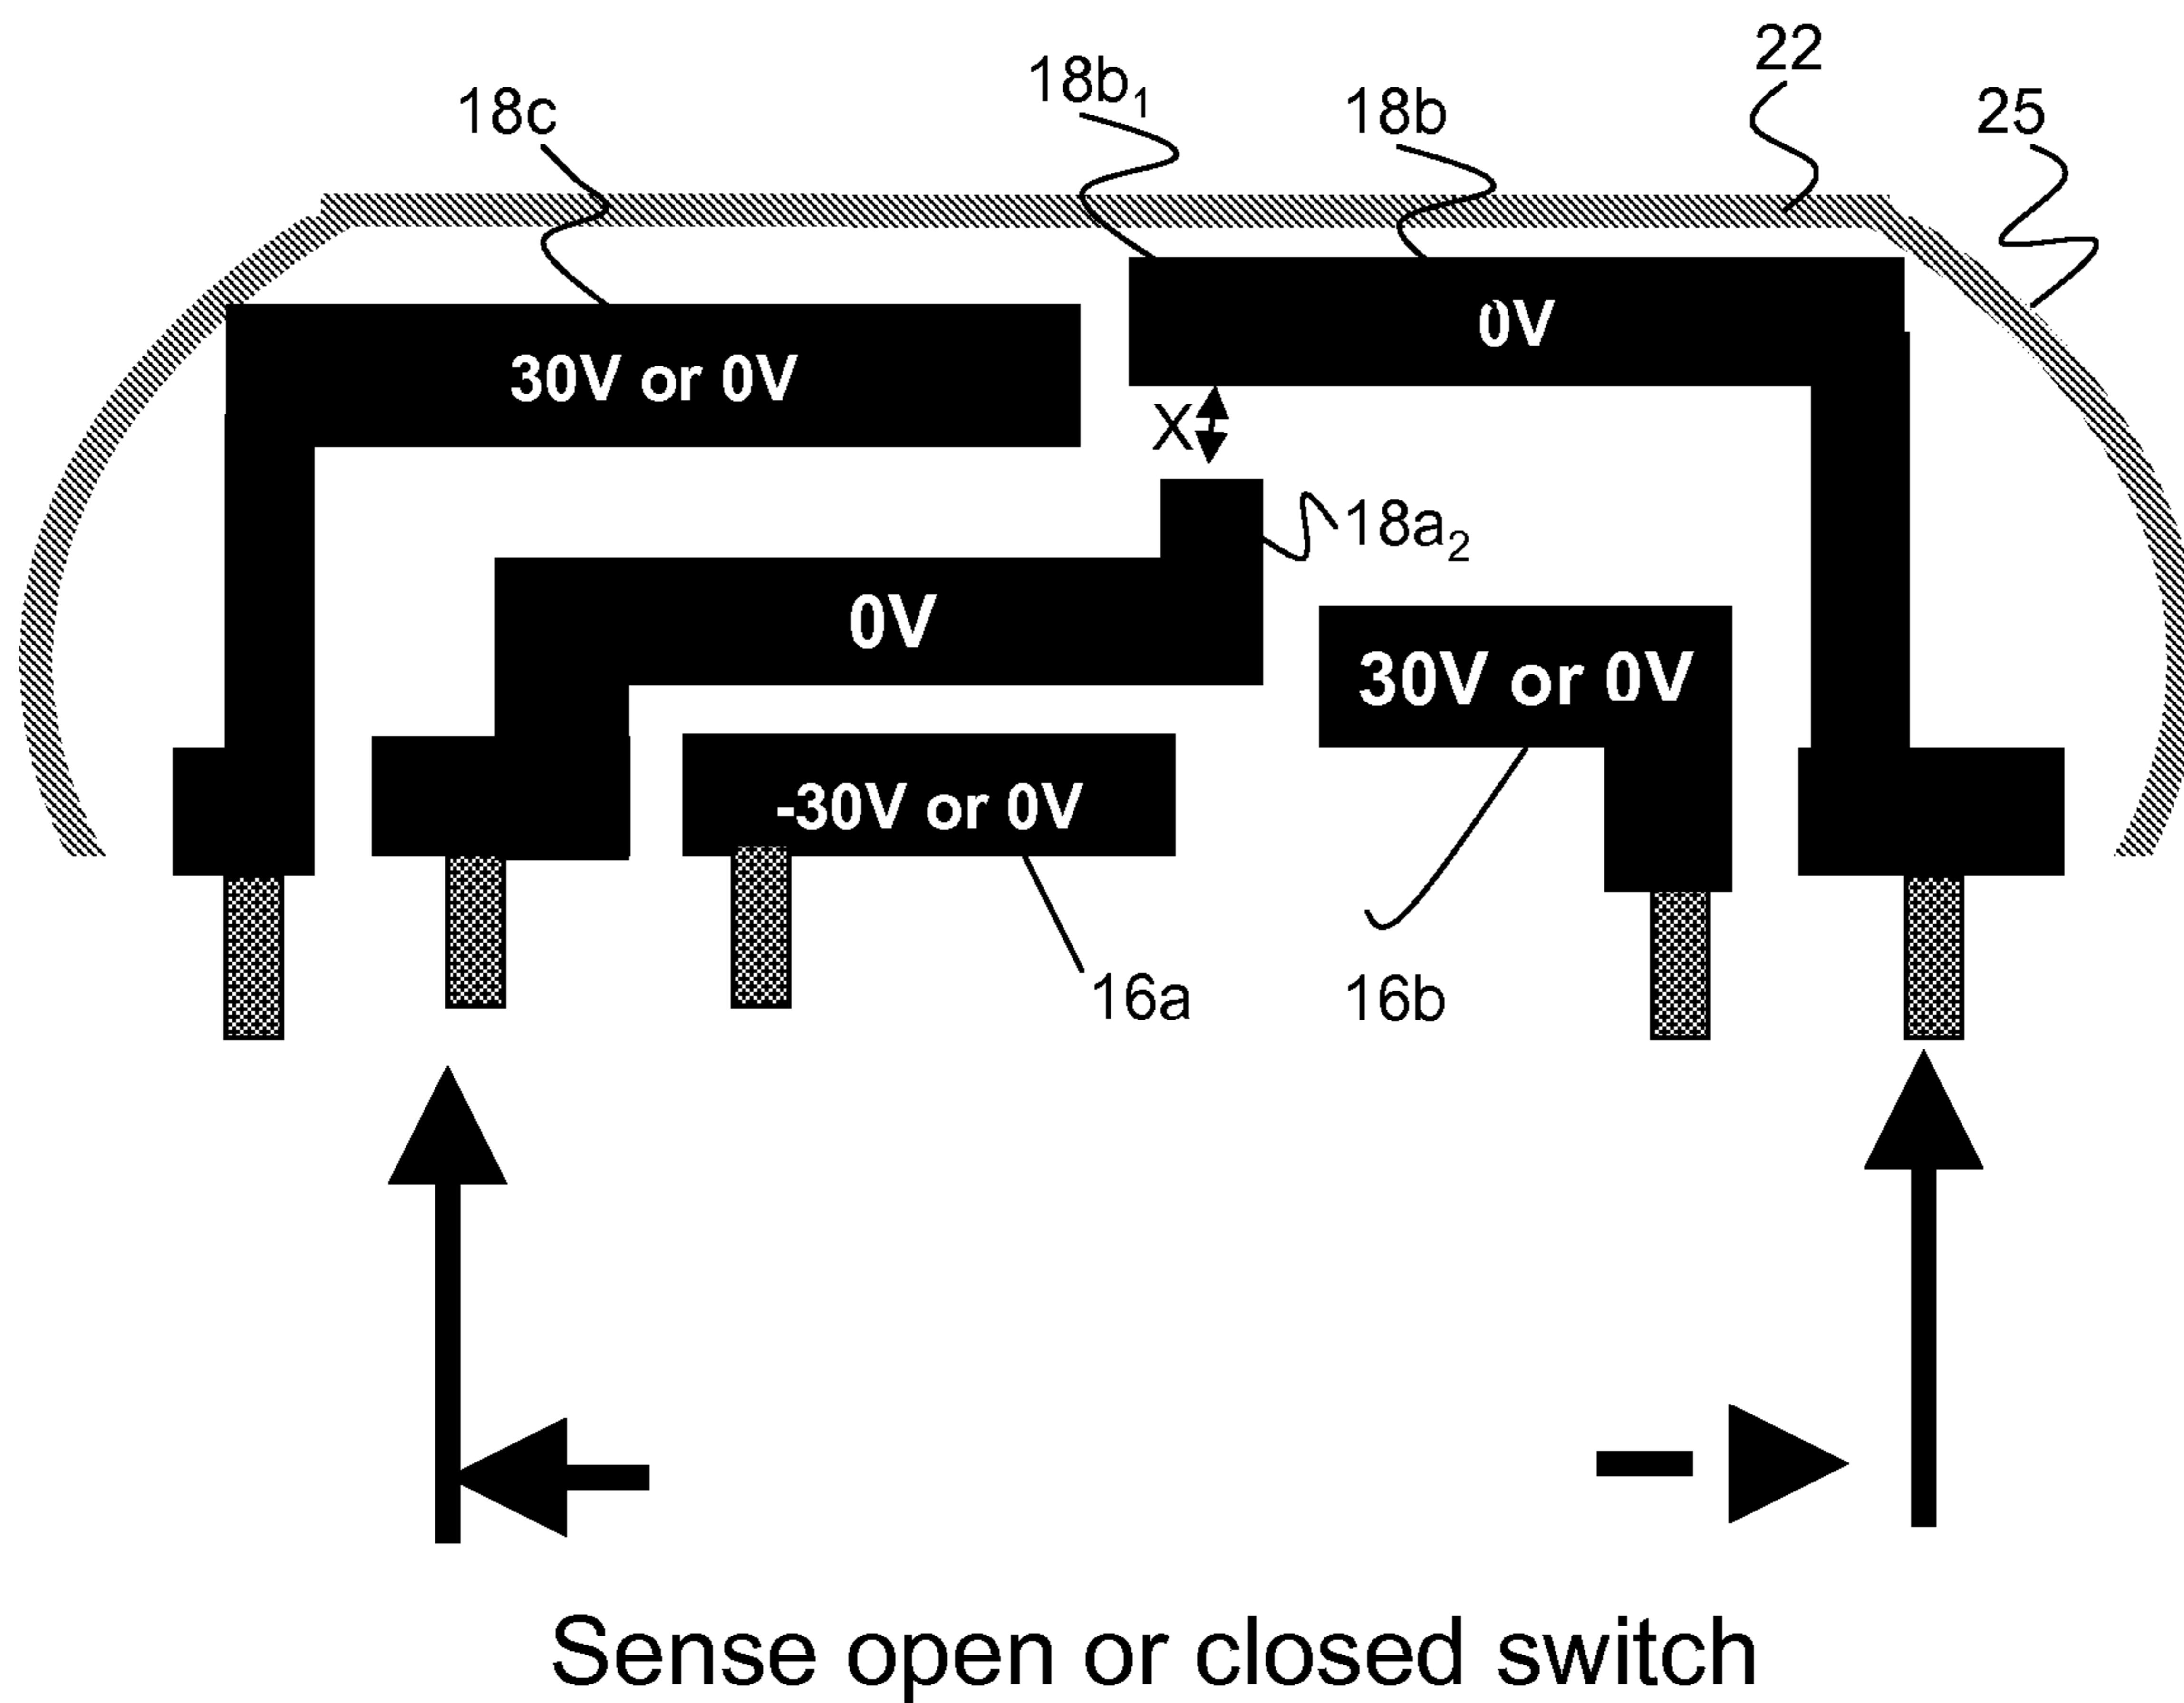 22
18b1
18c
18b
25
0V
30V or 0V
X
18a2
0V
30V or 0V
-30V or 0V
16a
16b
Sense open or closed switch